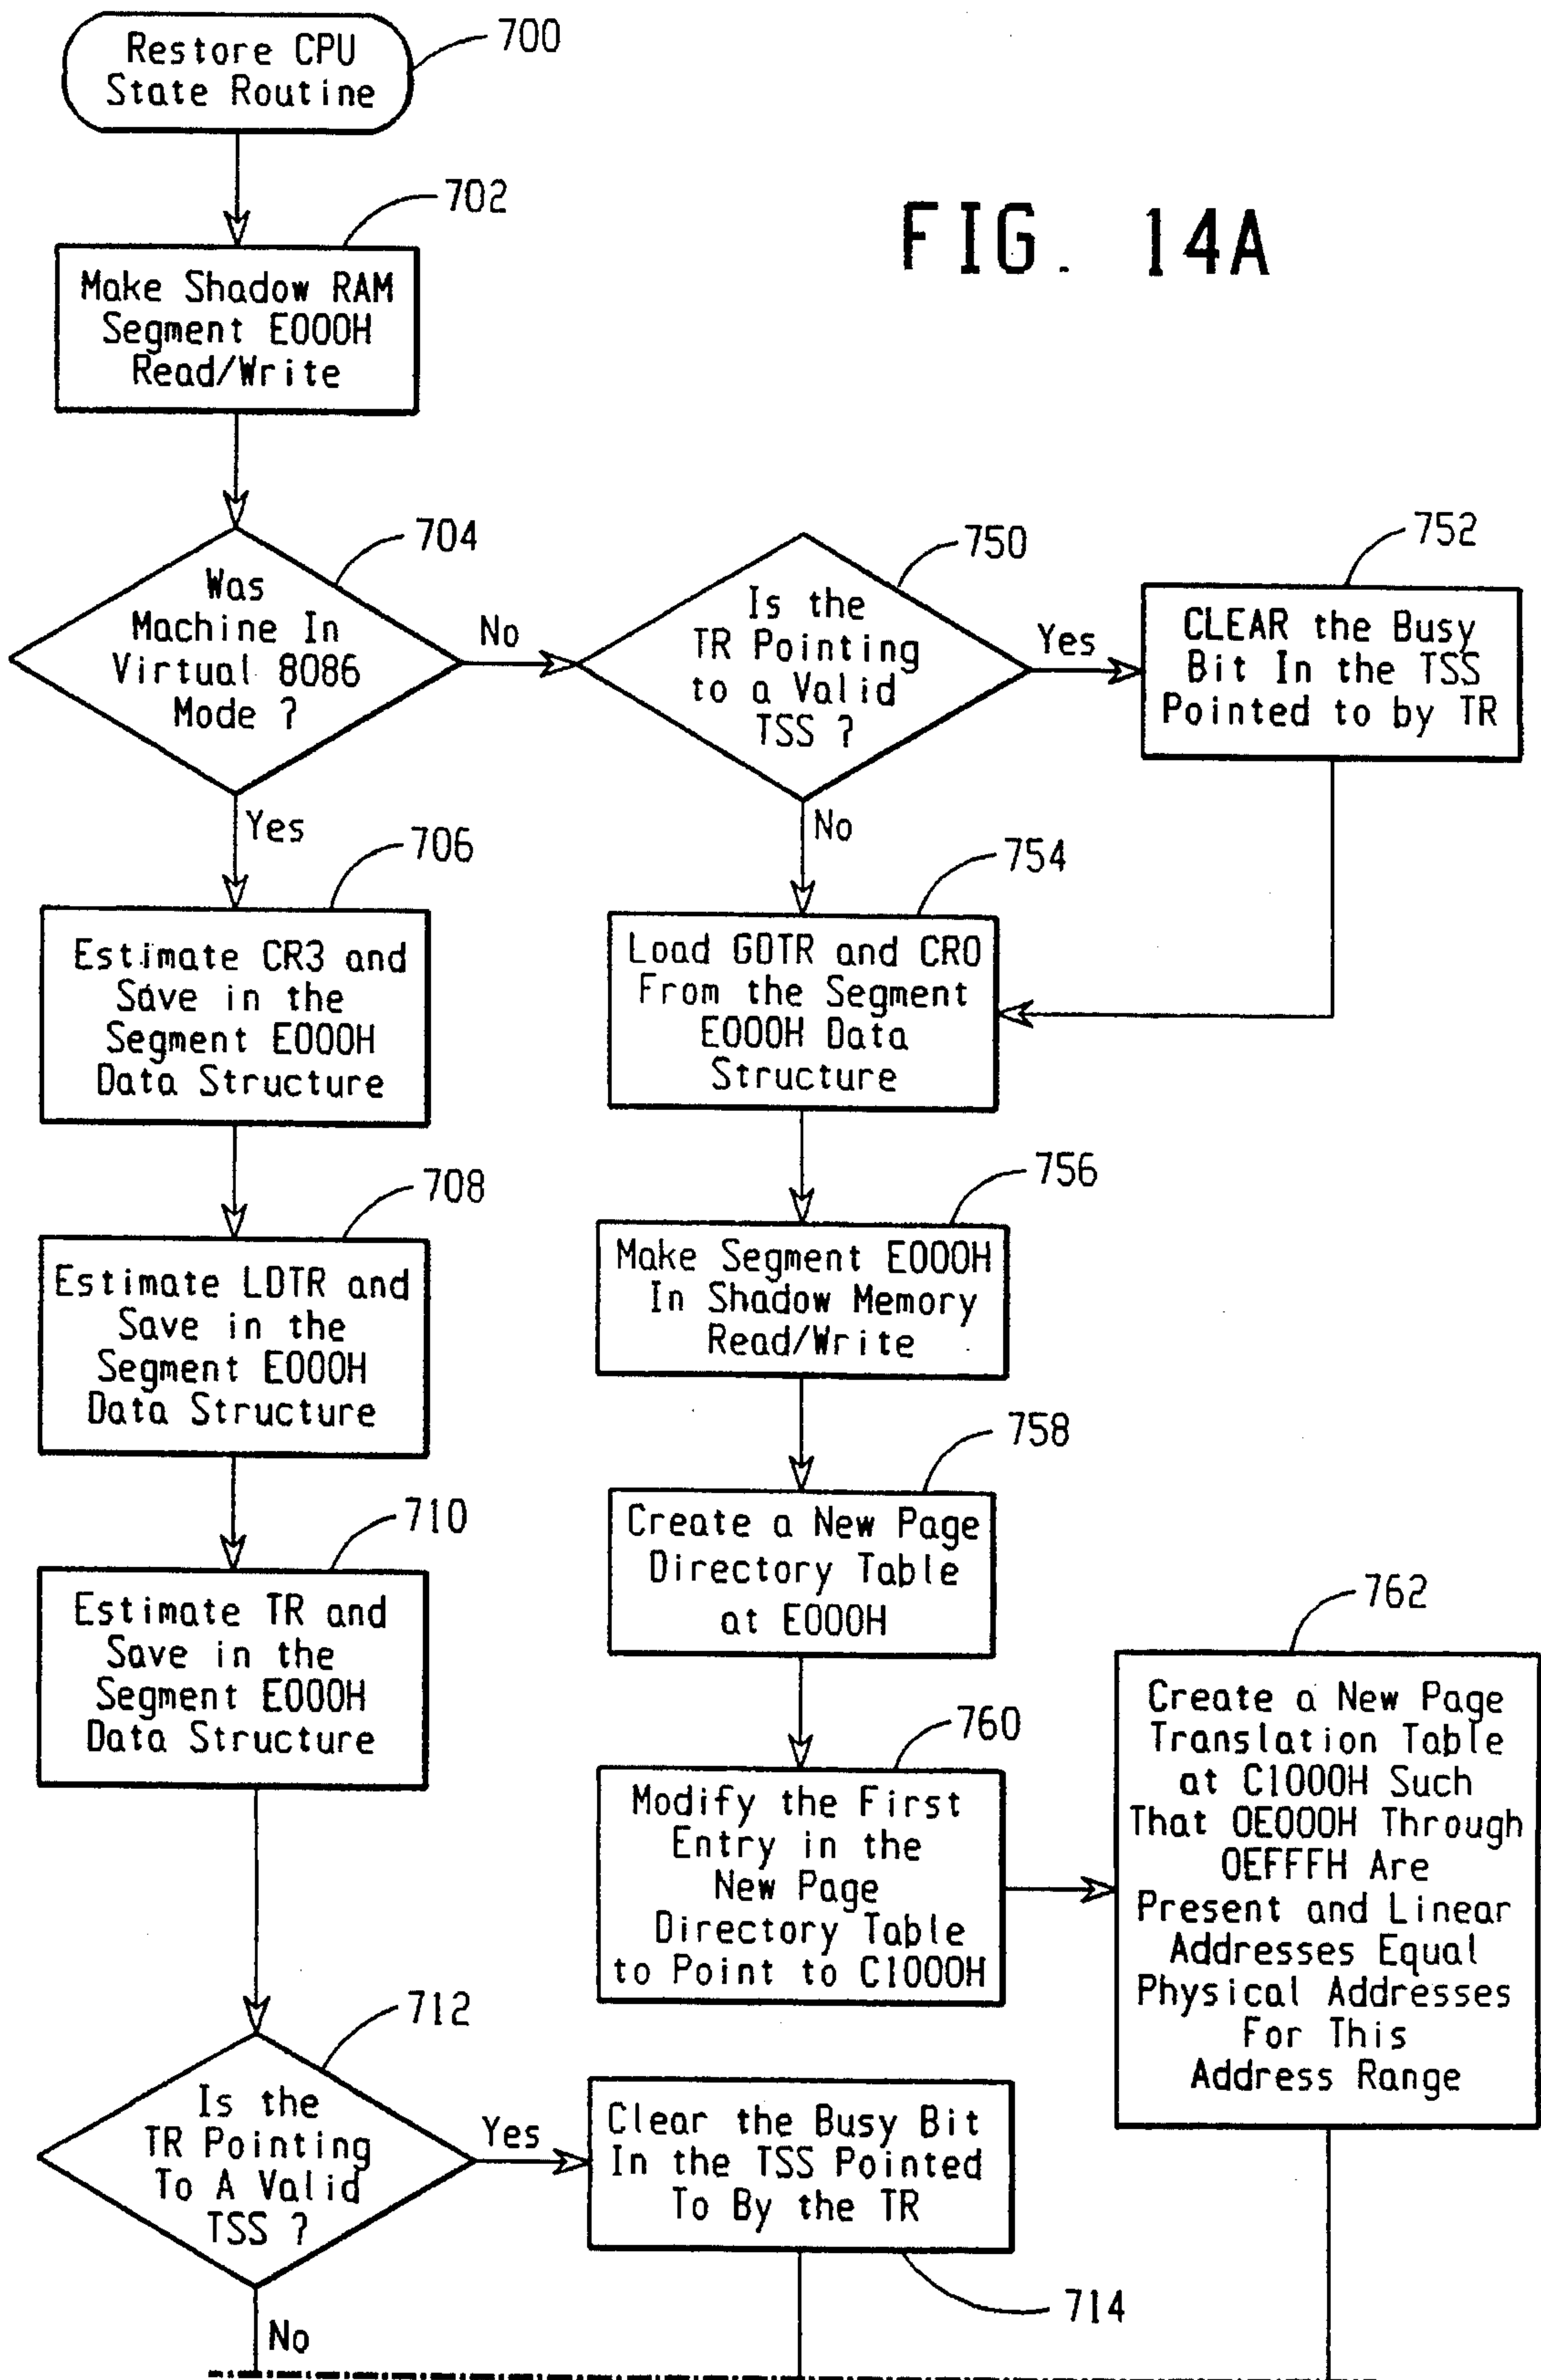 Restore CPU
State Routine
700
702
FIG. 14A
Make Shadow RAM
Segment E000H
Read/Write
704
Was
Machine In
Virtual 8086
Mode ?
No
Yes
750
Is the
TR Pointing
to a Valid
TSS ?
Yes
No
752
CLEAR the Busy
Bit In the TSS
Pointed to by TR
706
Estimate CR3 and
Save in the
Segment E000H
Data Structure
754
Load GDTR and CR0
From the Segment
E000H Data
Structure
708
Estimate LDTR and
Save in the
Segment E000H
Data Structure
756
Make Segment E000H
In Shadow Memory
Read/Write
758
Create a New Page
Directory Table
at E000H
710
Estimate TR and
Save in the
Segment E000H
Data Structure
760
Modify the First
Entry in the
New Page
Directory Table
to Point to C1000H
762
Create a New Page
Translation Table
at C1000H Such
That 0E000H Through
0EFFFH Are
Present and Linear
Addresses Equal
Physical Addresses
For This
Address Range
712
Is the
TR Pointing
To A Valid
TSS ?
Yes
No
Clear the Busy Bit
In the TSS Pointed
To By the TR
714